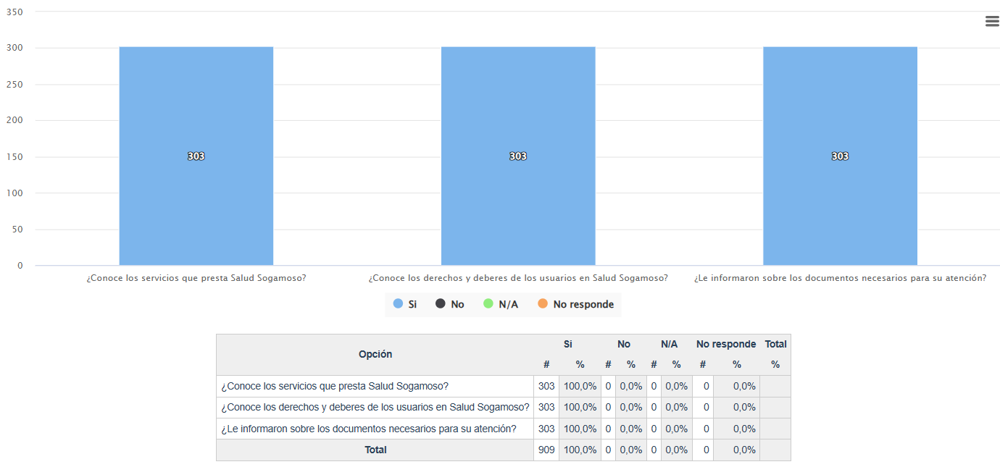 350
300
250
200
150
100
50
0
303 303 303
¿Conoce los servicios que presta Salud Sogamoso? ¿Conoce los derechos y deberes de los usuarios en Salud Sogamoso? ¿Le informaron sobre los documentos necesarios para su atención?
Si No N/A No responde
Opción Si No N/A No responde Total
# % # % # % # % %
¿Conoce los servicios que presta Salud Sogamoso? 303 100,0% 0 0,0% 0 0,0% 0 0,0%
¿Conoce los derechos y deberes de los usuarios en Salud Sogamoso? 303 100,0% 0 0,0% 0 0,0% 0 0,0%
¿Le informaron sobre los documentos necesarios para su atención? 303 100,0% 0 0,0% 0 0,0% 0 0,0%
Total 909 100,0% 0 0,0% 0 0,0% 0 0,0%